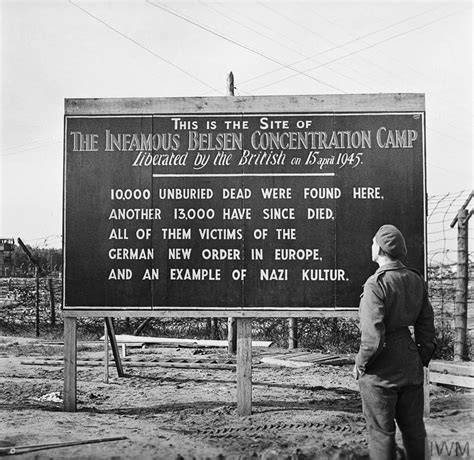 This is the Site of
The Infamous Belsen Concentration Camp
Liberated by the British on 15 april 1945.
10,000 UNBURIED DEAD WERE FOUND HERE,
ANOTHER 13,000 HAVE SINCE DIED,
ALL OF THEM VICTIMS OF THE
GERMAN NEW ORDER IN EUROPE,
AND AN EXAMPLE OF NAZI KULTUR.
IWM